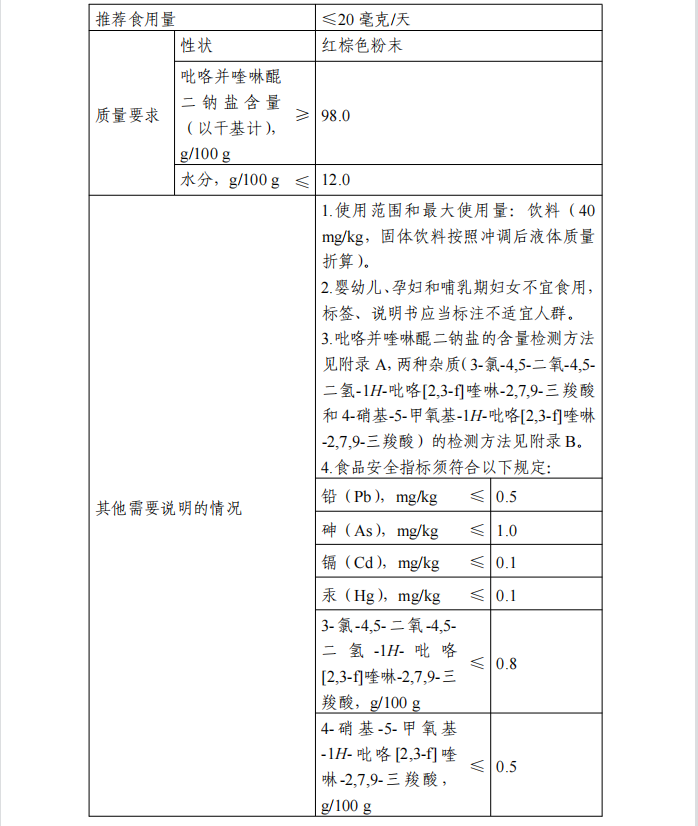 推荐食用量
≤20 毫克/天
质量要求
性状
红棕色粉末
吡咯并喹啉醌
二钠盐含量
（以干基计），
g/100 g
≥
98.0
水分，g/100 g ≤
12.0
其他需要说明的情况
1.使用范围和最大使用量：饮料（40
mg/kg，固体饮料按照冲调后液体质量
折算）。
2.婴幼儿、孕妇和哺乳期妇女不宜食用，
标签、说明书应当标注不适宜人群。
3.吡咯并喹啉醌二钠盐的含量检测方法
见附录 A，两种杂质（3-氯-4,5-二氧-4,5-
二氢-1H-吡咯[2,3-f]喹啉-2,7,9-三羧酸
和 4-硝基-5-甲氧基-1H-吡咯[2,3-f]喹啉
-2,7,9-三羧酸）的检测方法见附录 B。
4.食品安全指标须符合以下规定：
铅（Pb），mg/kg ≤
0.5
砷（As），mg/kg ≤
1.0
镉（Cd），mg/kg ≤
0.1
汞（Hg），mg/kg ≤
0.1
3-氯-4,5-二氧-4,5-
二氢-1H-吡咯
[2,3-f]喹啉-2,7,9-三
羧酸，g/100 g
≤
0.8
4-硝基-5-甲氧基
-1H-吡咯[2,3-f]喹
啉-2,7,9-三羧酸，
g/100 g
≤
0.5